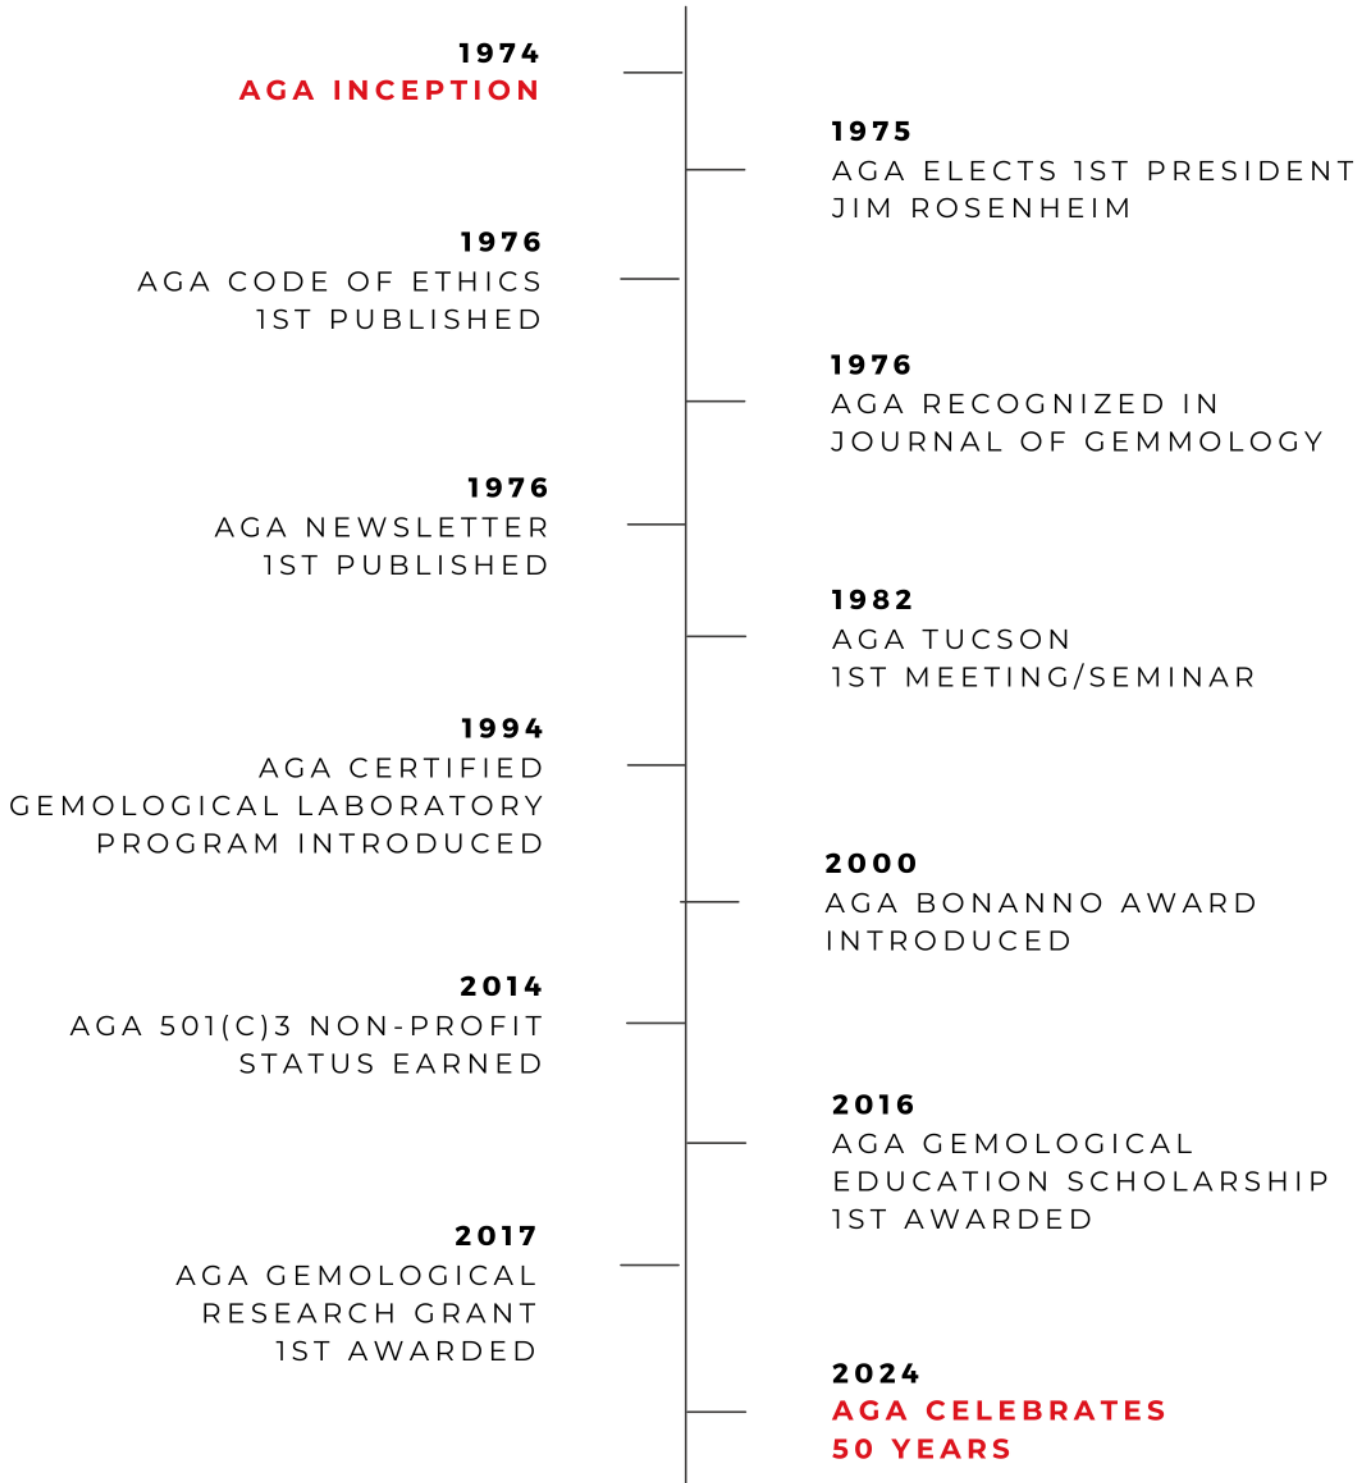 1974
AGA INCEPTION
1975
AGA ELECTS 1ST PRESIDENT
JIM ROSENHEIM
1976
AGA CODE OF ETHICS
1ST PUBLISHED
1976
AGA RECOGNIZED IN
JOURNAL OF GEMMOLOGY
1976
AGA NEWSLETTER
1ST PUBLISHED
1982
AGA TUCSON
1ST MEETING/SEMINAR
1994
AGA CERTIFIED
GEMOLOGICAL LABORATORY
PROGRAM INTRODUCED
2000
AGA BONANNO AWARD
INTRODUCED
2014
AGA 501(C)3 NON-PROFIT
STATUS EARNED
2016
AGA GEMOLOGICAL
EDUCATION SCHOLARSHIP
1ST AWARDED
2017
AGA GEMOLOGICAL
RESEARCH GRANT
1ST AWARDED
2024
AGA CELEBRATES
50 YEARS